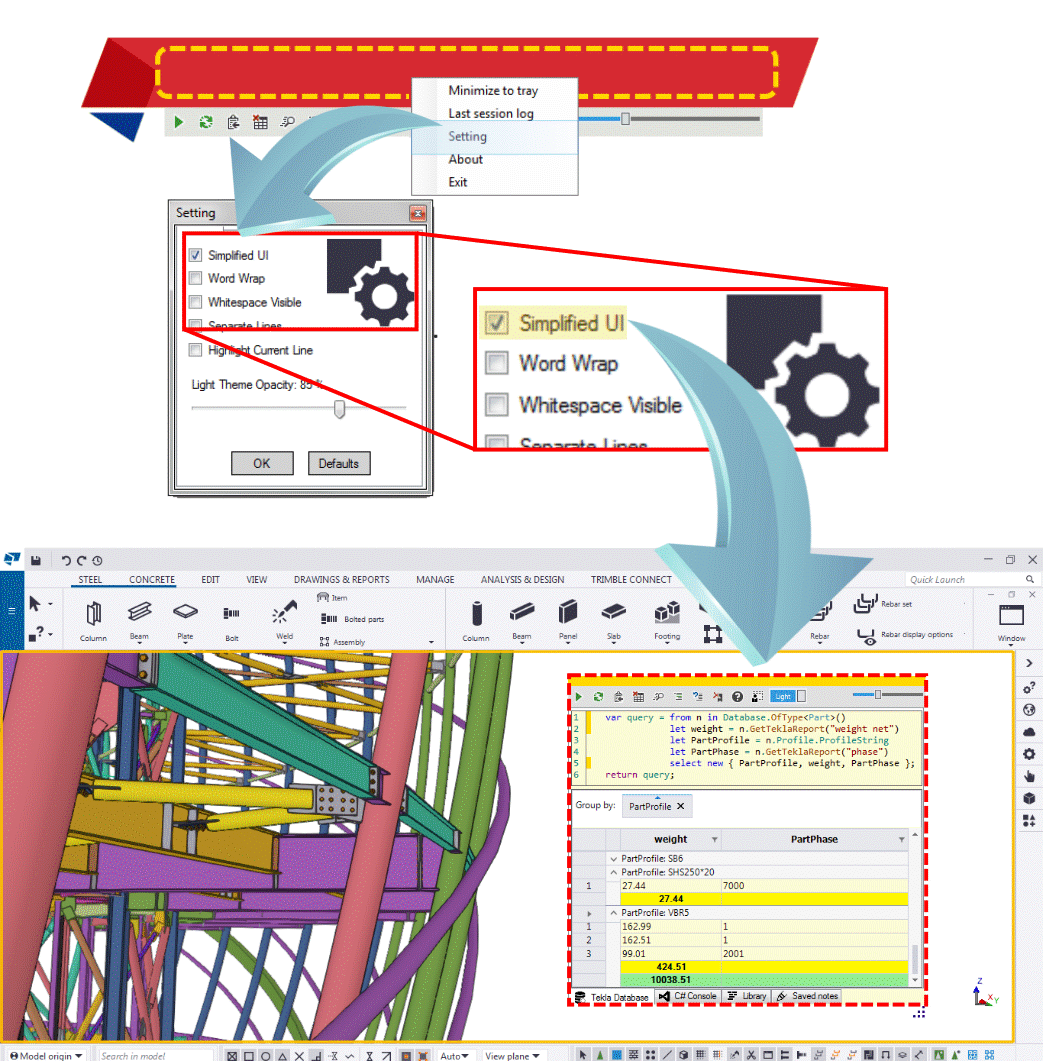 Minimize to tray
Last session log
Setting
About
Exit
Setting
Simplified UI
Word Wrap
Whitespace Visible
Separate Lines
Highlight Current Line
Light Theme Opacity: 85 %
OK
Defaults
Simplified UI
Word Wrap
Whitespace Visible
Separate Lines
STEEL
CONCRETE
EDIT
VIEW
DRAWINGS & REPORTS
MANAGE
ANALYSIS & DESIGN
TRIMBLE CONNECT
Quick Launch
Column
Beam
Plate
Bolt
Weld
Item
Bolted parts
Assembly
Column
Beam
Panel
Slab
Footing
Rebar
Rebar set
Rebar display options
Window
Light
1 var query = from n in Database.OfType<Part>()
2 let weight = n.GetTeklaReport("weight net")
3 let PartProfile = n.Profile.ProfileString
4 let PartPhase = n.GetTeklaReport("phase")
5 select new { PartProfile, weight, PartPhase };
6 return query;
Group by: PartProfile
weight PartPhase
PartProfile: SB6
PartProfile: SHS250*20
1 27.44 7000
27.44
PartProfile: VBR5
1 162.99 1
2 162.51 1
3 99.01 2001
424.51
10038.51
Tekla Database C# Console Library Saved notes
Z
X
Y
Model origin
Search in model
Auto
View plane